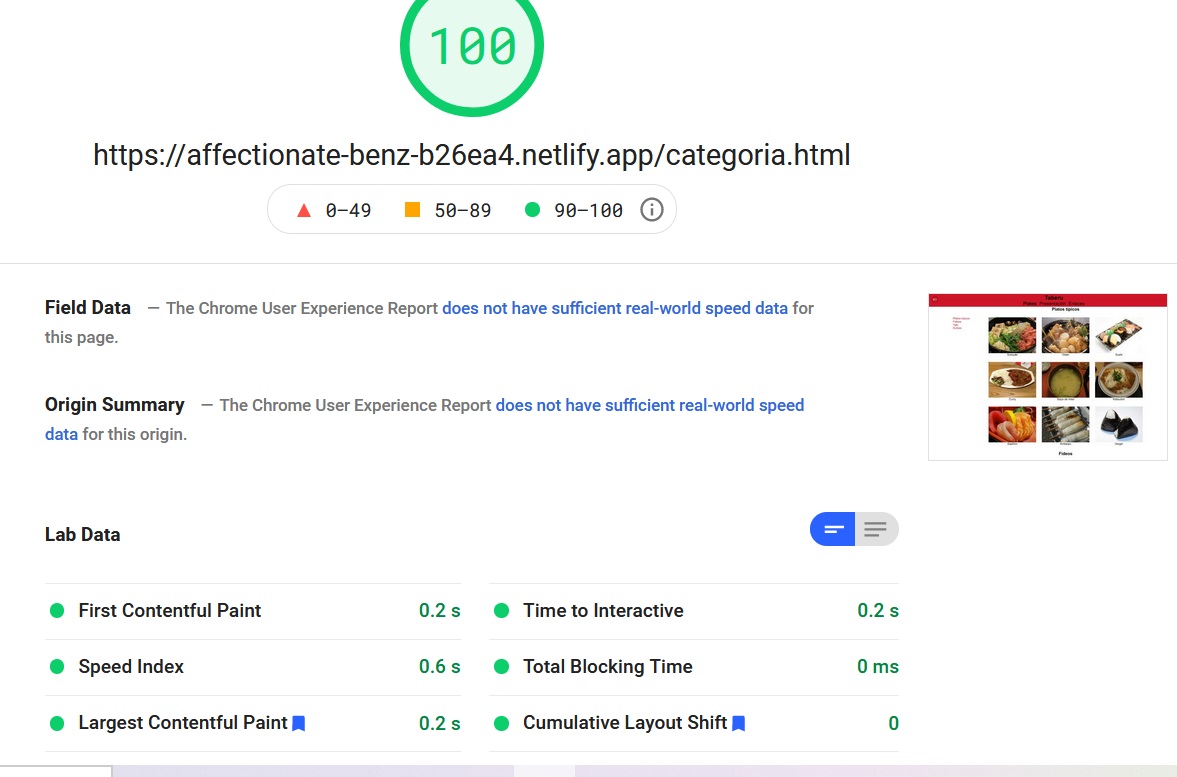 100
https://affectionate-benz-b26ea4.netlify.app/categoria.html
0–49 50–89 90–100
Field Data — The Chrome User Experience Report does not have sufficient real-world speed data for
this page.
Origin Summary — The Chrome User Experience Report does not have sufficient real-world speed
data for this origin.
Platos típicos
Fideos
Lab Data
First Contentful Paint 0.2 s
Time to Interactive 0.2 s
Speed Index 0.6 s
Total Blocking Time 0 ms
Largest Contentful Paint 0.2 s
Cumulative Layout Shift 0